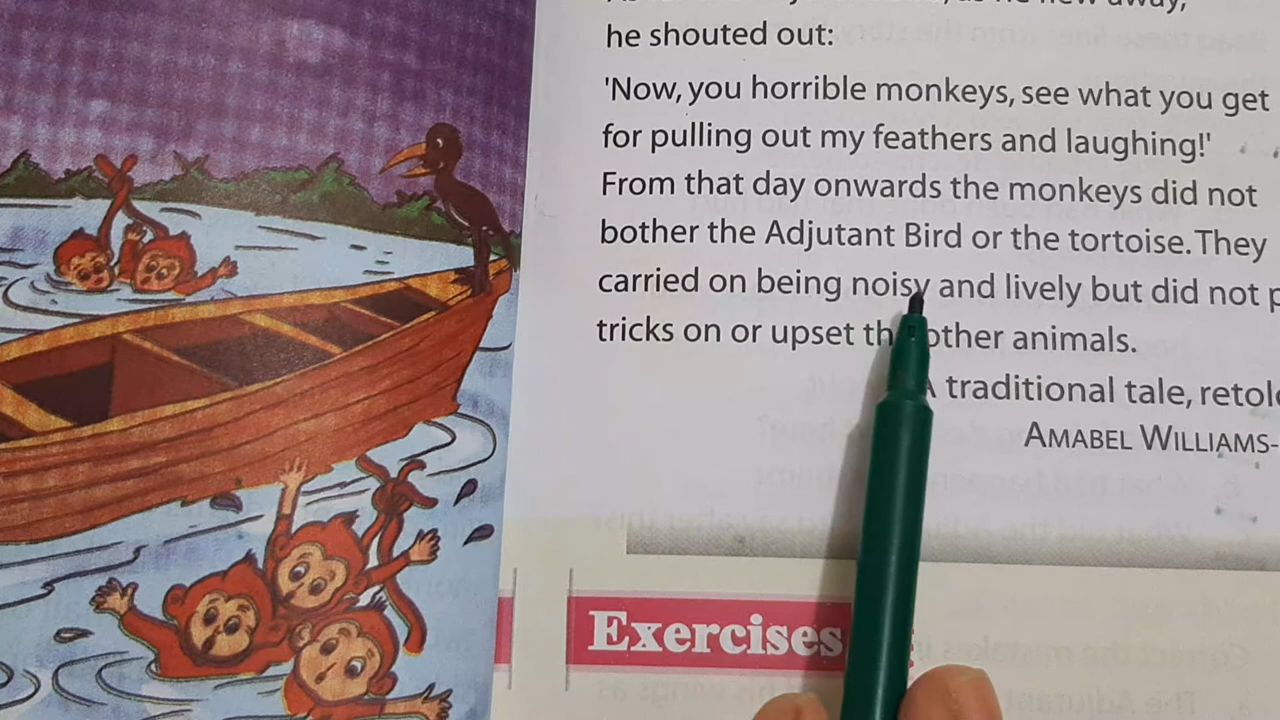 he shouted out:
'Now, you horrible monkeys, see what you get
for pulling out my feathers and laughing!'
From that day onwards the monkeys did not
bother the Adjutant Bird or the tortoise. They
carried on being noisy and lively but did not
tricks on or upset other animals.
traditional tale,
AMABEL WILLIAMS-
Exercises